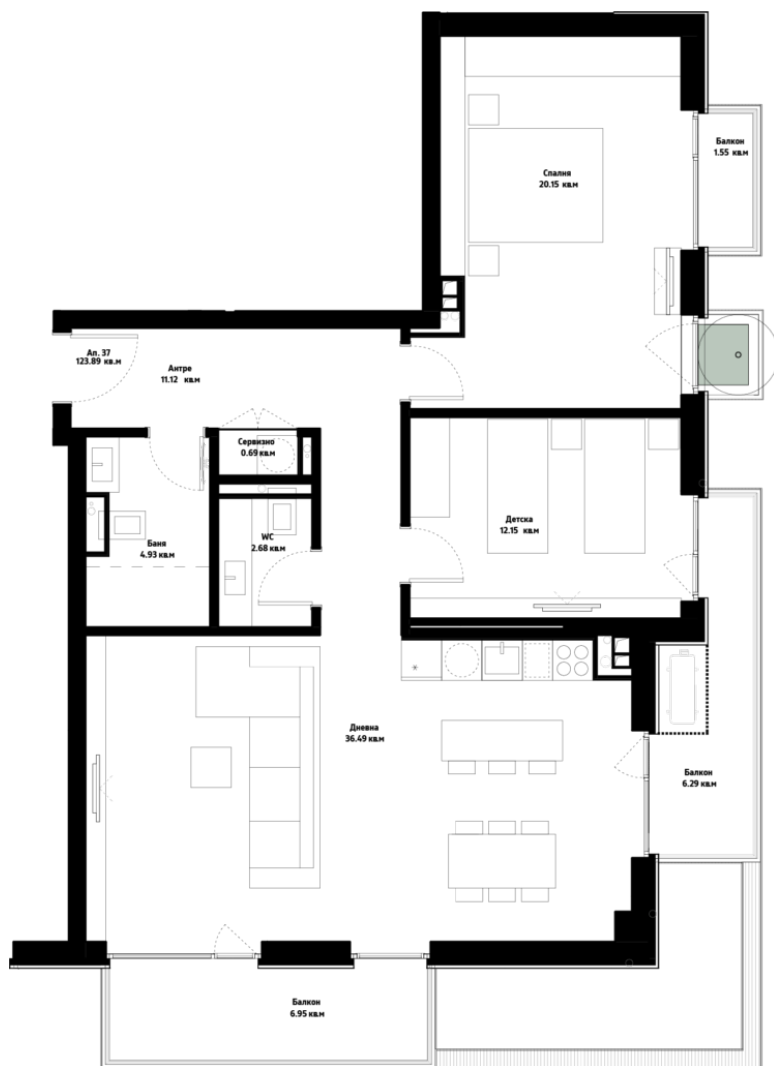 Балкон
1.55 кв.м
Спалня
20.15 кв.м
Ап. 37
123.89 кв.м
Антре
11.12 кв.м
Сервизно
0.69 кв.м
Детска
12.15 кв.м
WC
2.68 кв.м
Баня
4.93 кв.м
Дневна
36.49 кв.м
Балкон
6.29 кв.м
Балкон
6.95 кв.м